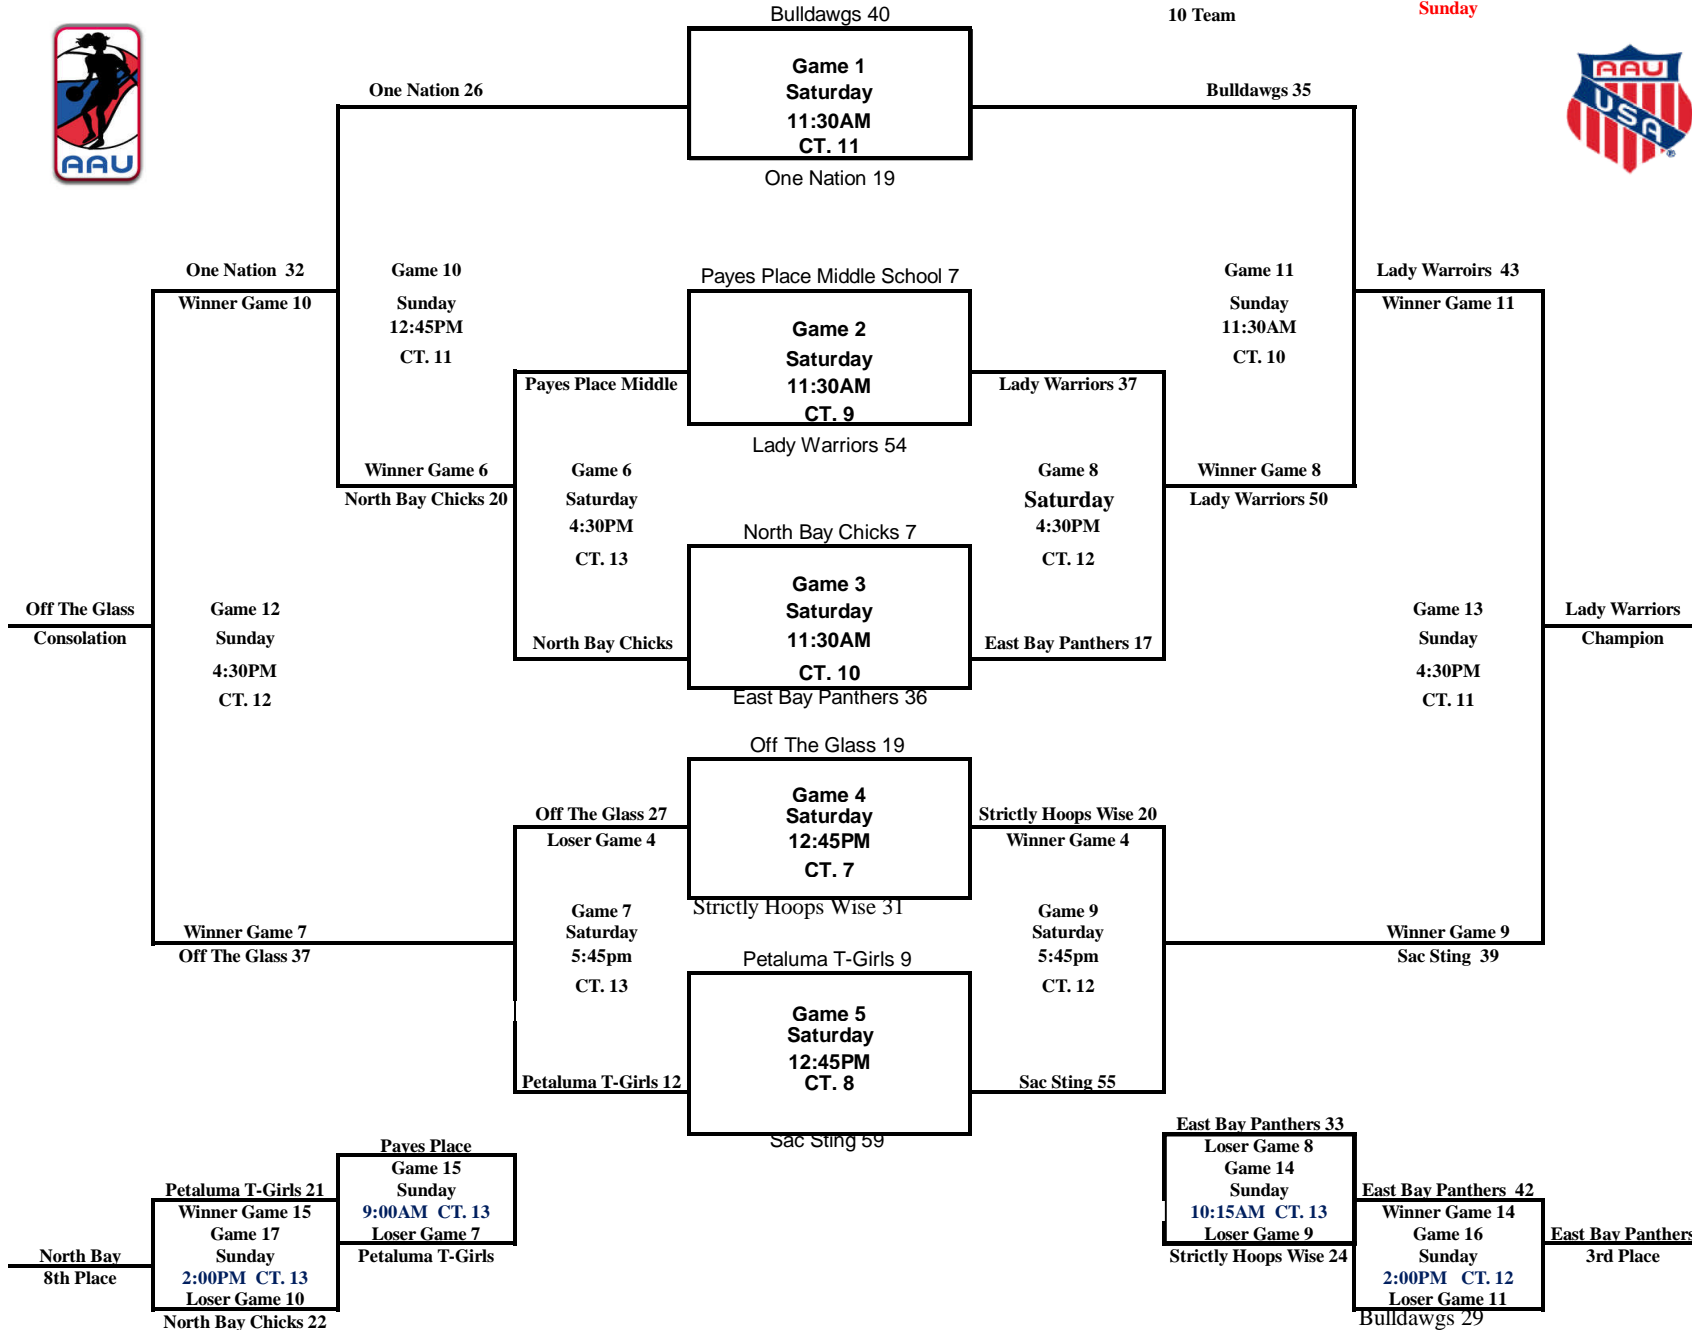 Bulldawgs 40
10 Team
Sunday
AAU
Game 1
Saturday
11:30AM
CT. 11
One Nation 26
Bulldawgs 35
AAU
USA
®
One Nation 19
One Nation 32
Winner Game 10
Game 10
Sunday
12:45PM
CT. 11
Payes Place Middle School 7
Game 2
Saturday
11:30AM
CT. 9
Lady Warriors 54
Game 11
Sunday
11:30AM
CT. 10
Lady Warroirs 43
Winner Game 11
Payes Place Middle
Lady Warriors 37
Winner Game 6
North Bay Chicks 20
Game 6
Saturday
4:30PM
CT. 13
Game 8
Saturday
4:30PM
CT. 12
Winner Game 8
Lady Warriors 50
North Bay Chicks 7
Game 3
Saturday
11:30AM
CT. 10
East Bay Panthers 36
North Bay Chicks
East Bay Panthers 17
Off The Glass
Consolation
Game 12
Sunday
4:30PM
CT. 12
Game 13
Sunday
4:30PM
CT. 11
Lady Warriors
Champion
Off The Glass 19
Game 4
Saturday
12:45PM
CT. 7
Strictly Hoops Wise 31
Off The Glass 27
Loser Game 4
Strictly Hoops Wise 20
Winner Game 4
Game 7
Saturday
5:45pm
CT. 13
Game 9
Saturday
5:45pm
CT. 12
Winner Game 7
Off The Glass 37
Winner Game 9
Sac Sting 39
Petaluma T-Girls 9
Game 5
Saturday
12:45PM
CT. 8
Sac Sting 59
Petaluma T-Girls 12
Sac Sting 55
Payes Place
Game 15
Sunday
9:00AM CT. 13
Loser Game 7
Petaluma T-Girls
Petaluma T-Girls 21
Winner Game 15
Game 17
Sunday
2:00PM CT. 13
Loser Game 10
North Bay Chicks 22
North Bay
8th Place
East Bay Panthers 33
Loser Game 8
Game 14
Sunday
10:15AM CT. 13
Loser Game 9
Strictly Hoops Wise 24
East Bay Panthers 42
Winner Game 14
Game 16
Sunday
2:00PM CT. 12
Loser Game 11
Bulldawgs 29
East Bay Panthers
3rd Place